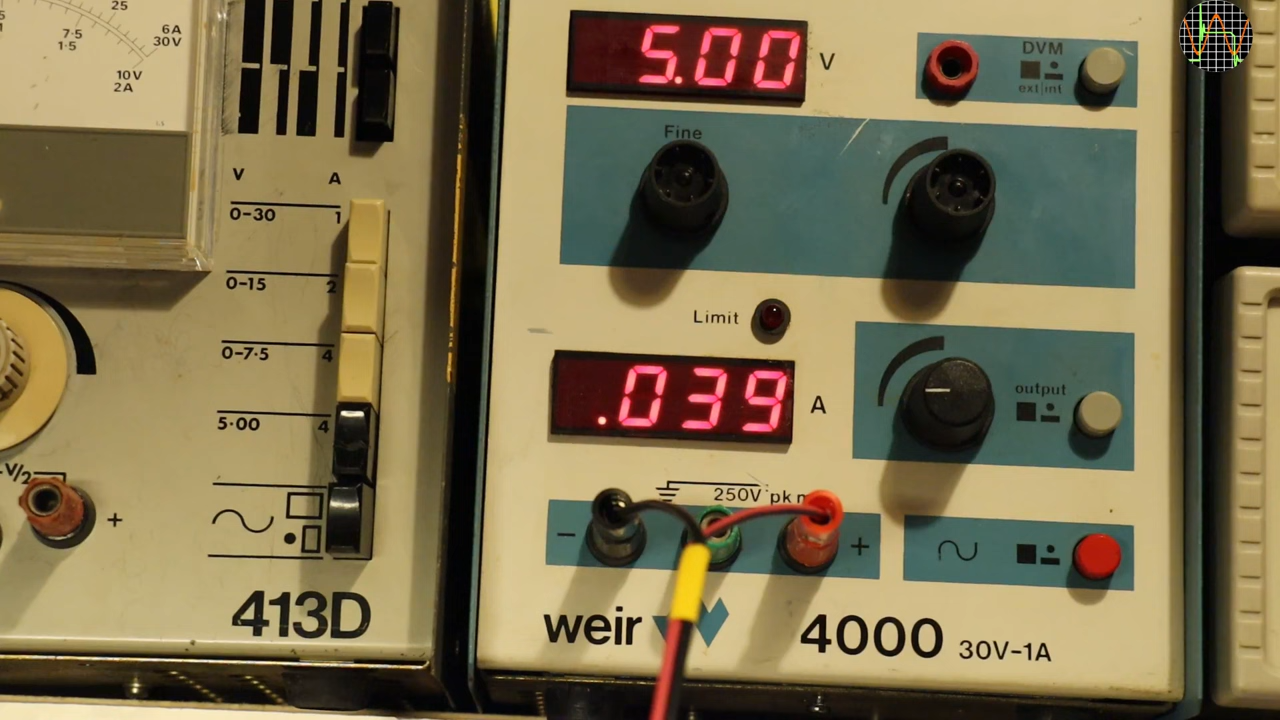 25
7·5
1·5
6A
30V
10V
2A
V A
0–30 1
0–15 2
0–7·5 4
5·00 4
V/2
+
413D
5.00 V
DVM
ext|int
Fine
Limit
.039 A
output
250V pk
– +
weir 4000 30V–1A